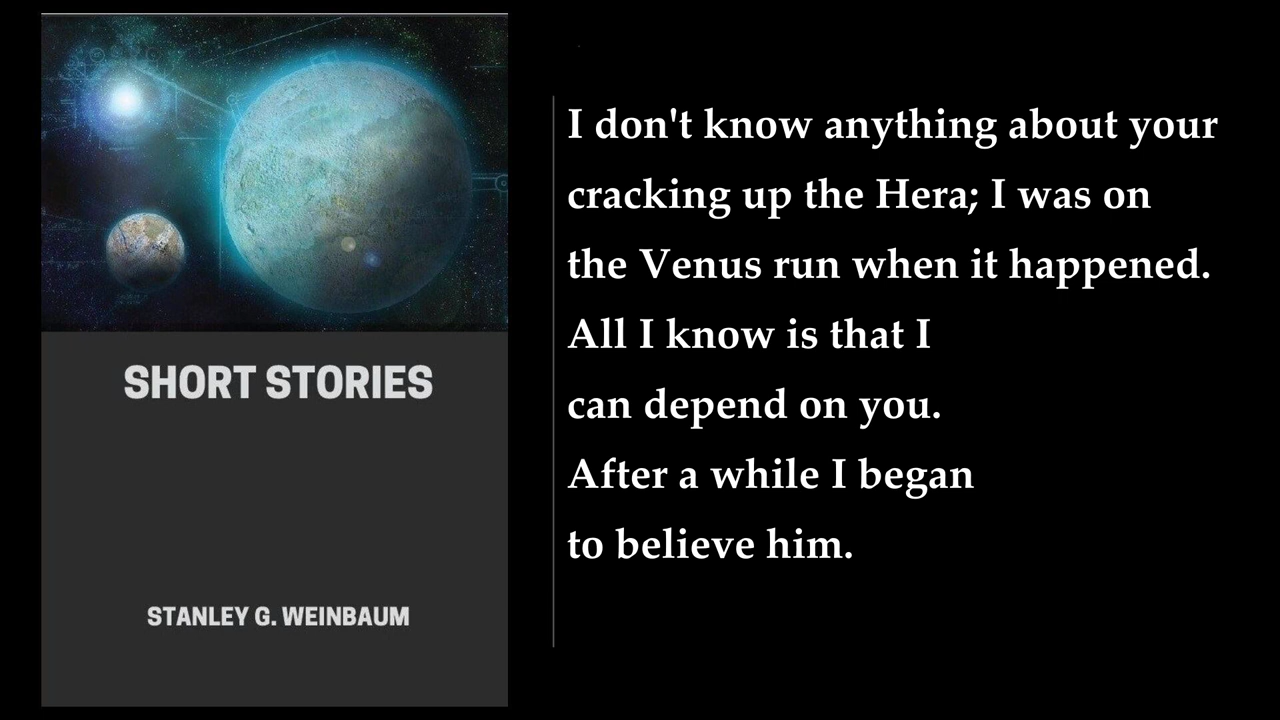 SHORT STORIES
STANLEY G. WEINBAUM
I don't know anything about your
cracking up the Hera; I was on
the Venus run when it happened.
All I know is that I
can depend on you.
After a while I began
to believe him.